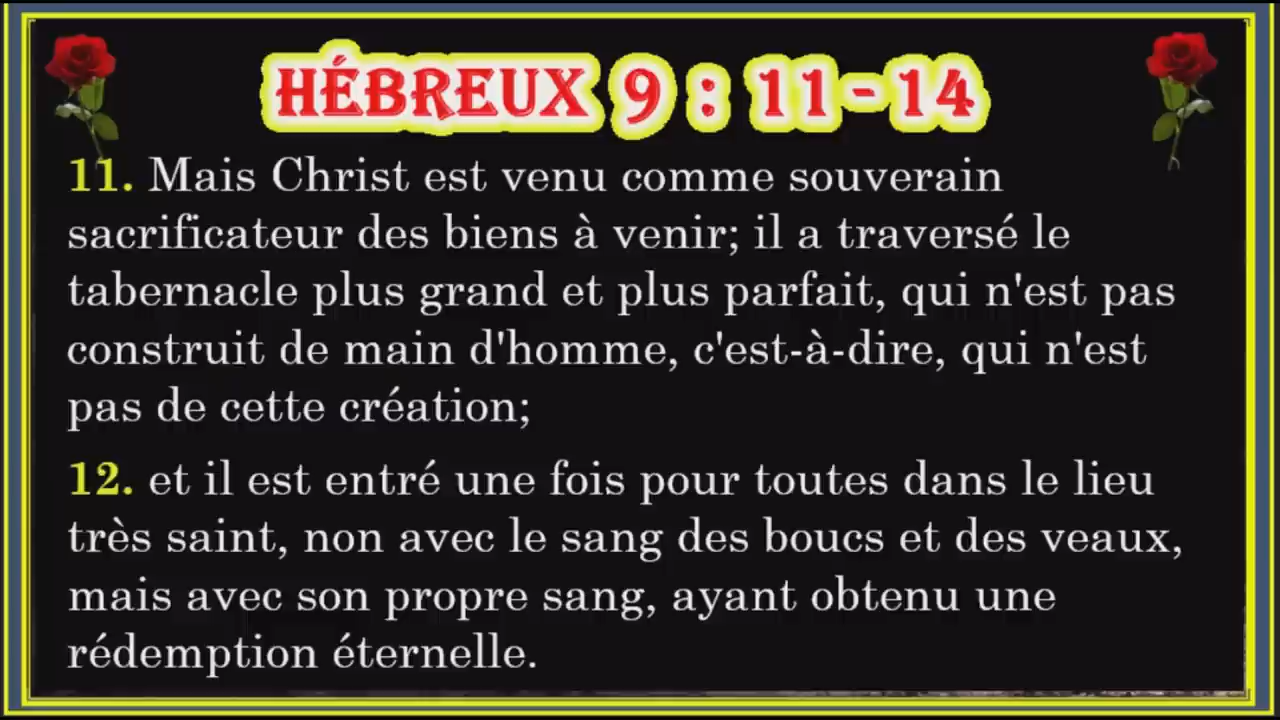 HÉBREUX 9 : 11-14
11. Mais Christ est venu comme souverain
sacrificateur des biens à venir; il a traversé le
tabernacle plus grand et plus parfait, qui n'est pas
construit de main d'homme, c'est-à-dire, qui n'est
pas de cette création;
12. et il est entré une fois pour toutes dans le lieu
très saint, non avec le sang des boucs et des veaux,
mais avec son propre sang, ayant obtenu une
rédemption éternelle.